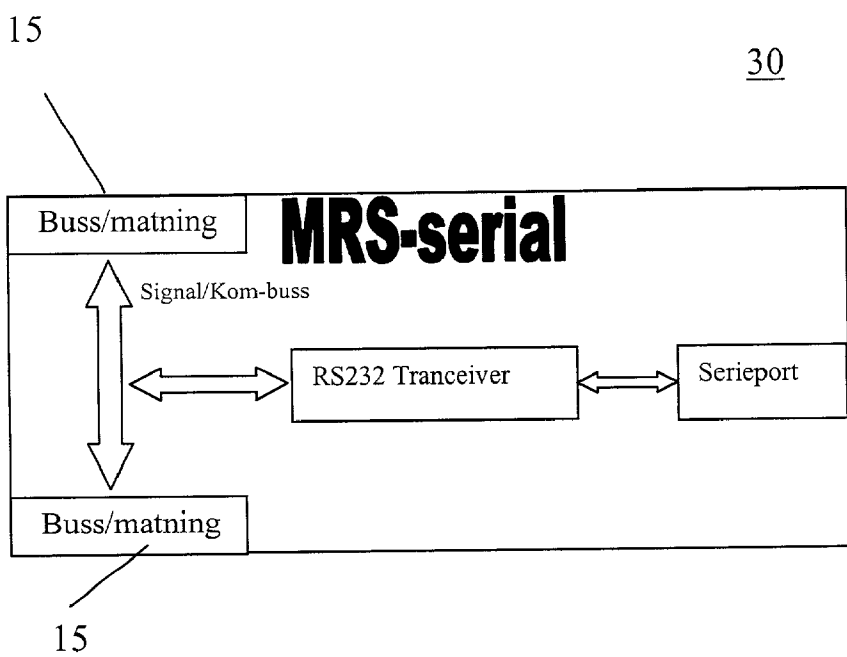 15
30
Buss/matning
MRS-serial
Signal/Kom-buss
RS232 Tranceiver
Serieport
Buss/matning
15